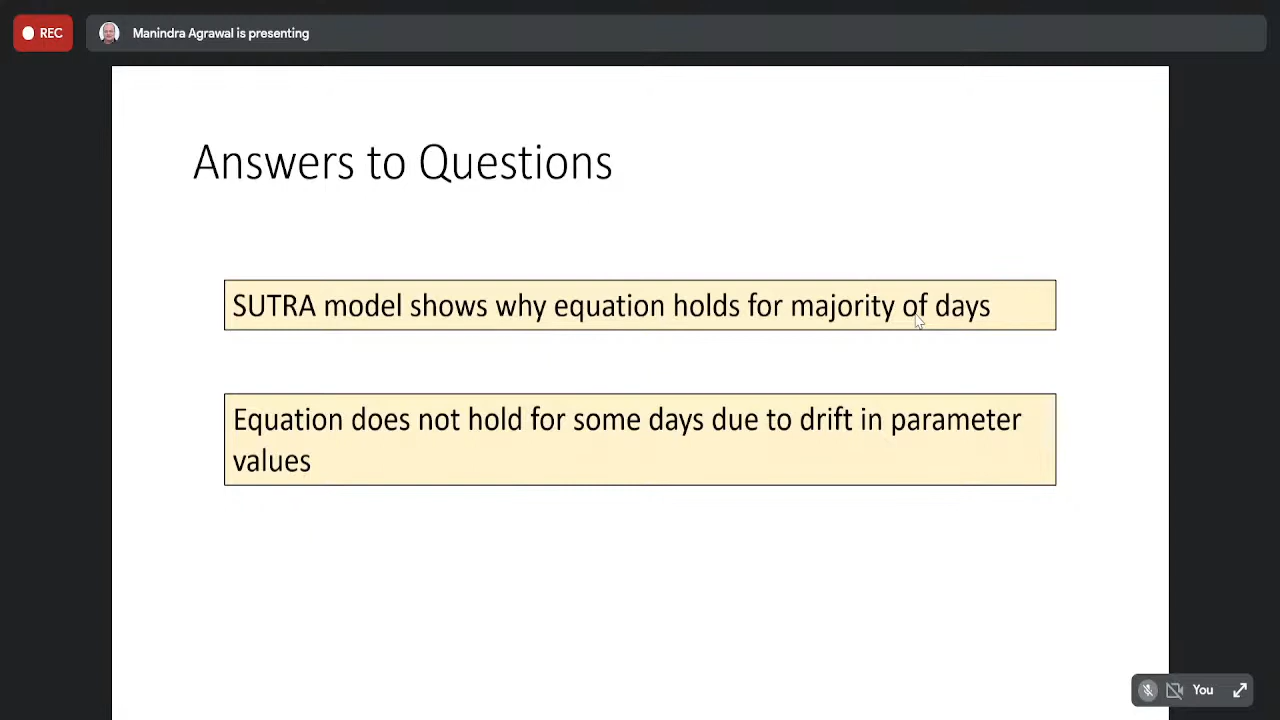 REC
Manindra Agrawal is presenting
Answers to Questions
SUTRA model shows why equation holds for majority of days
Equation does not hold for some days due to drift in parameter
values
You